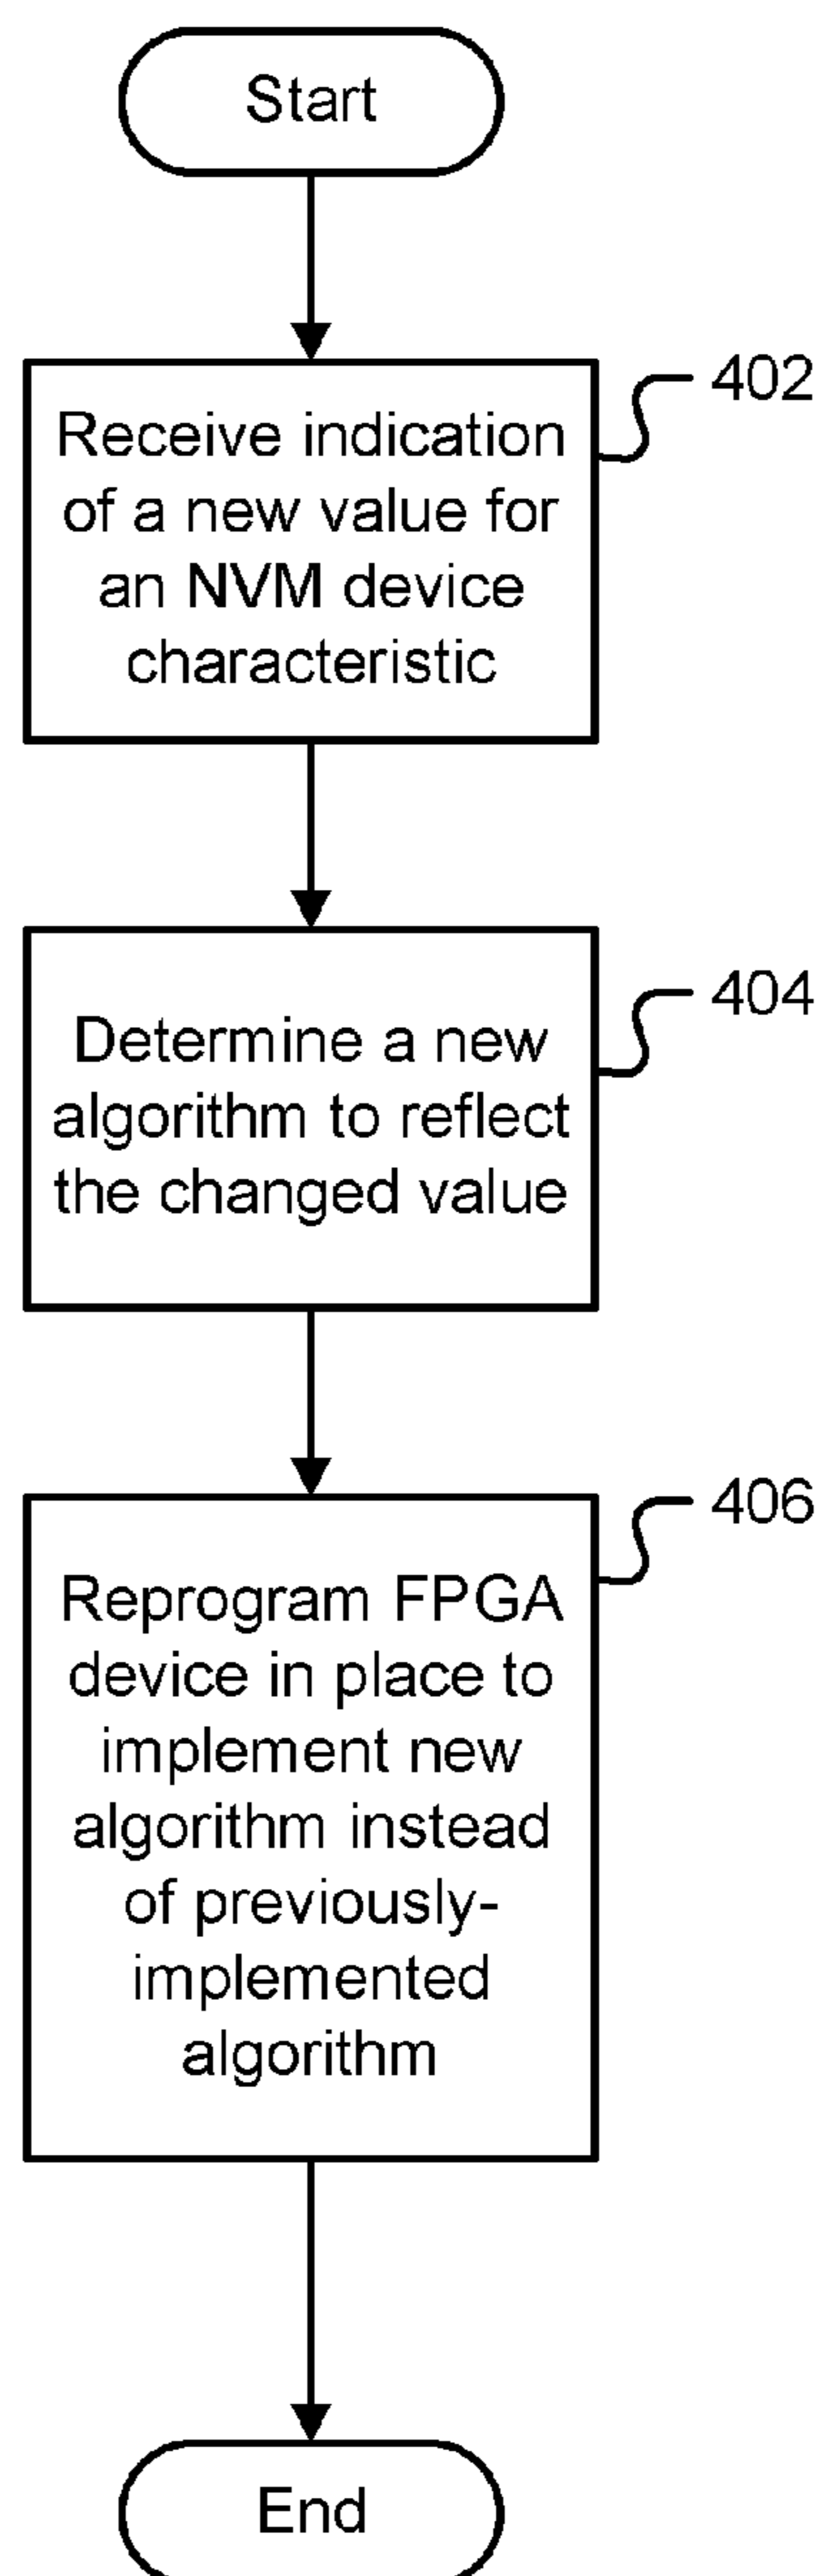 Start
402
Receive indication
of a new value for
an NVM device
characteristic
404
Determine a new
algorithm to reflect
the changed value
406
Reprogram FPGA
device in place to
implement new
algorithm instead
of previously-
implemented
algorithm
End